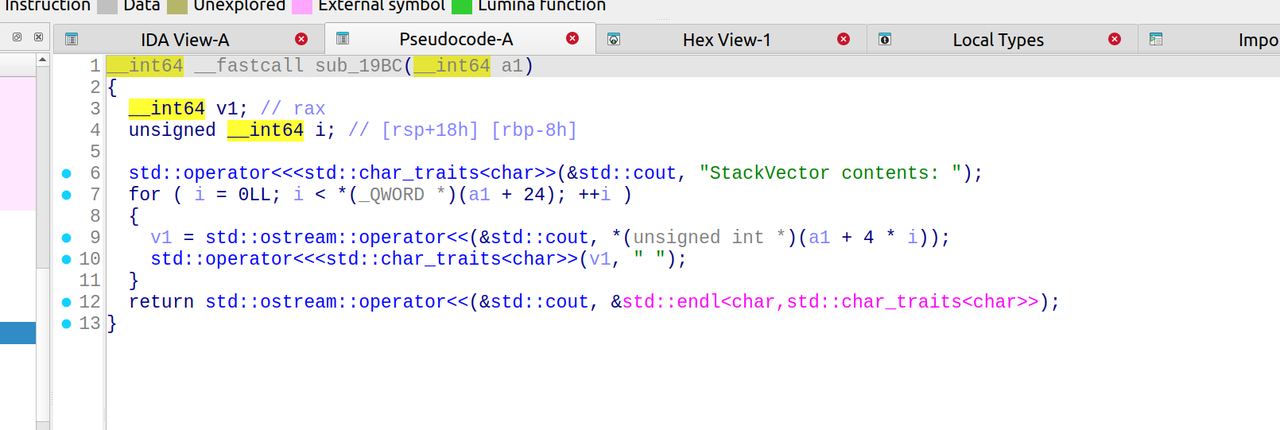 Instruction Data Unexplored External symbol Lumina function
IDA View-A Pseudocode-A Hex View-1 Local Types Impo
1 __int64 __fastcall sub_19BC(__int64 a1)
2 {
3   __int64 v1; // rax
4   unsigned __int64 i; // [rsp+18h] [rbp-8h]
5
6   std::operator<<<std::char_traits<char>>(&std::cout, "StackVector contents: ");
7   for ( i = 0LL; i < *(_QWORD *)(a1 + 24); ++i )
8   {
9     v1 = std::ostream::operator<<(&std::cout, *(unsigned int *)(a1 + 4 * i));
10     std::operator<<<std::char_traits<char>>(v1, " ");
11   }
12   return std::ostream::operator<<(&std::cout, &std::endl<char,std::char_traits<char>>);
13 }